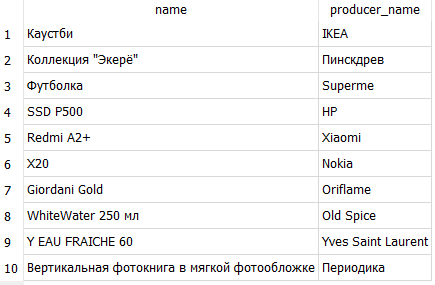 name producer_name
1 Каустби IKEA
2 Коллекция "Экерё" Пинскдрев
3 Футболка Superme
4 SSD P500 HP
5 Redmi A2+ Xiaomi
6 X20 Nokia
7 Giordani Gold Oriflame
8 WhiteWater 250 мл Old Spice
9 Y EAU FRAICHE 60 Yves Saint Laurent
10 Вертикальная фотокнига в мягкой фотообложке Периодика